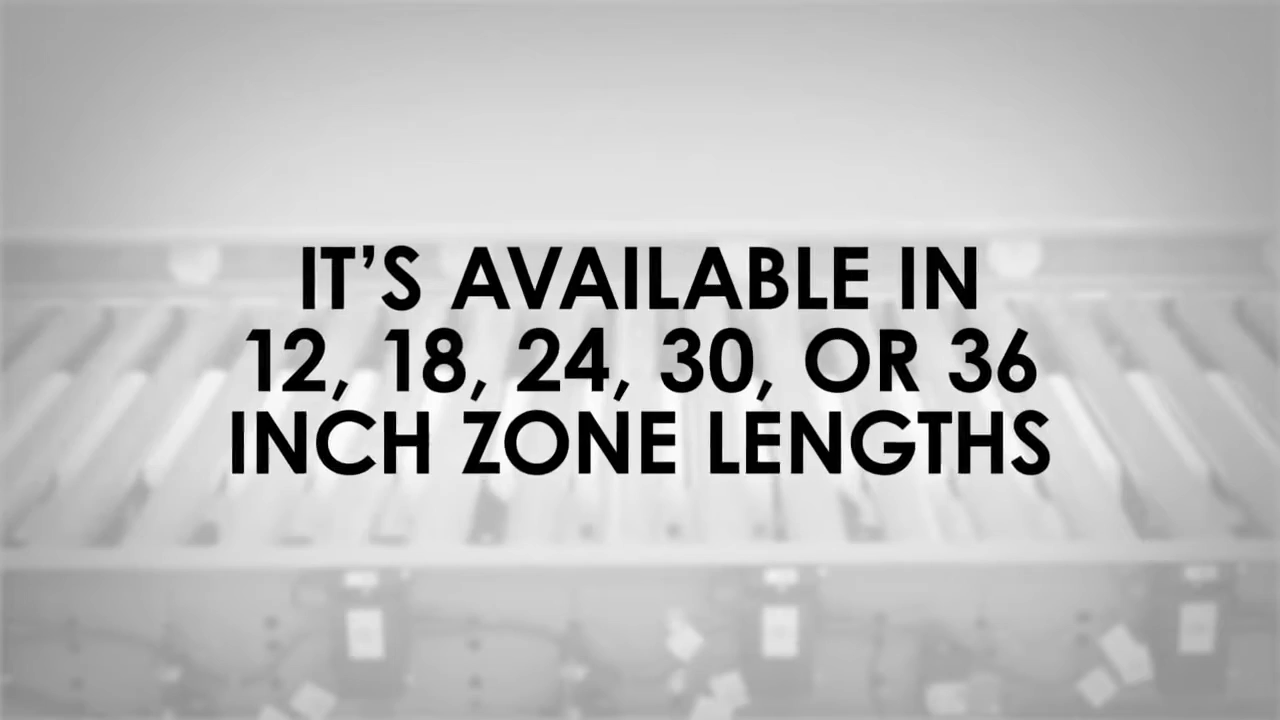 IT’S AVAILABLE IN
12, 18, 24, 30, OR 36
INCH ZONE LENGTHS